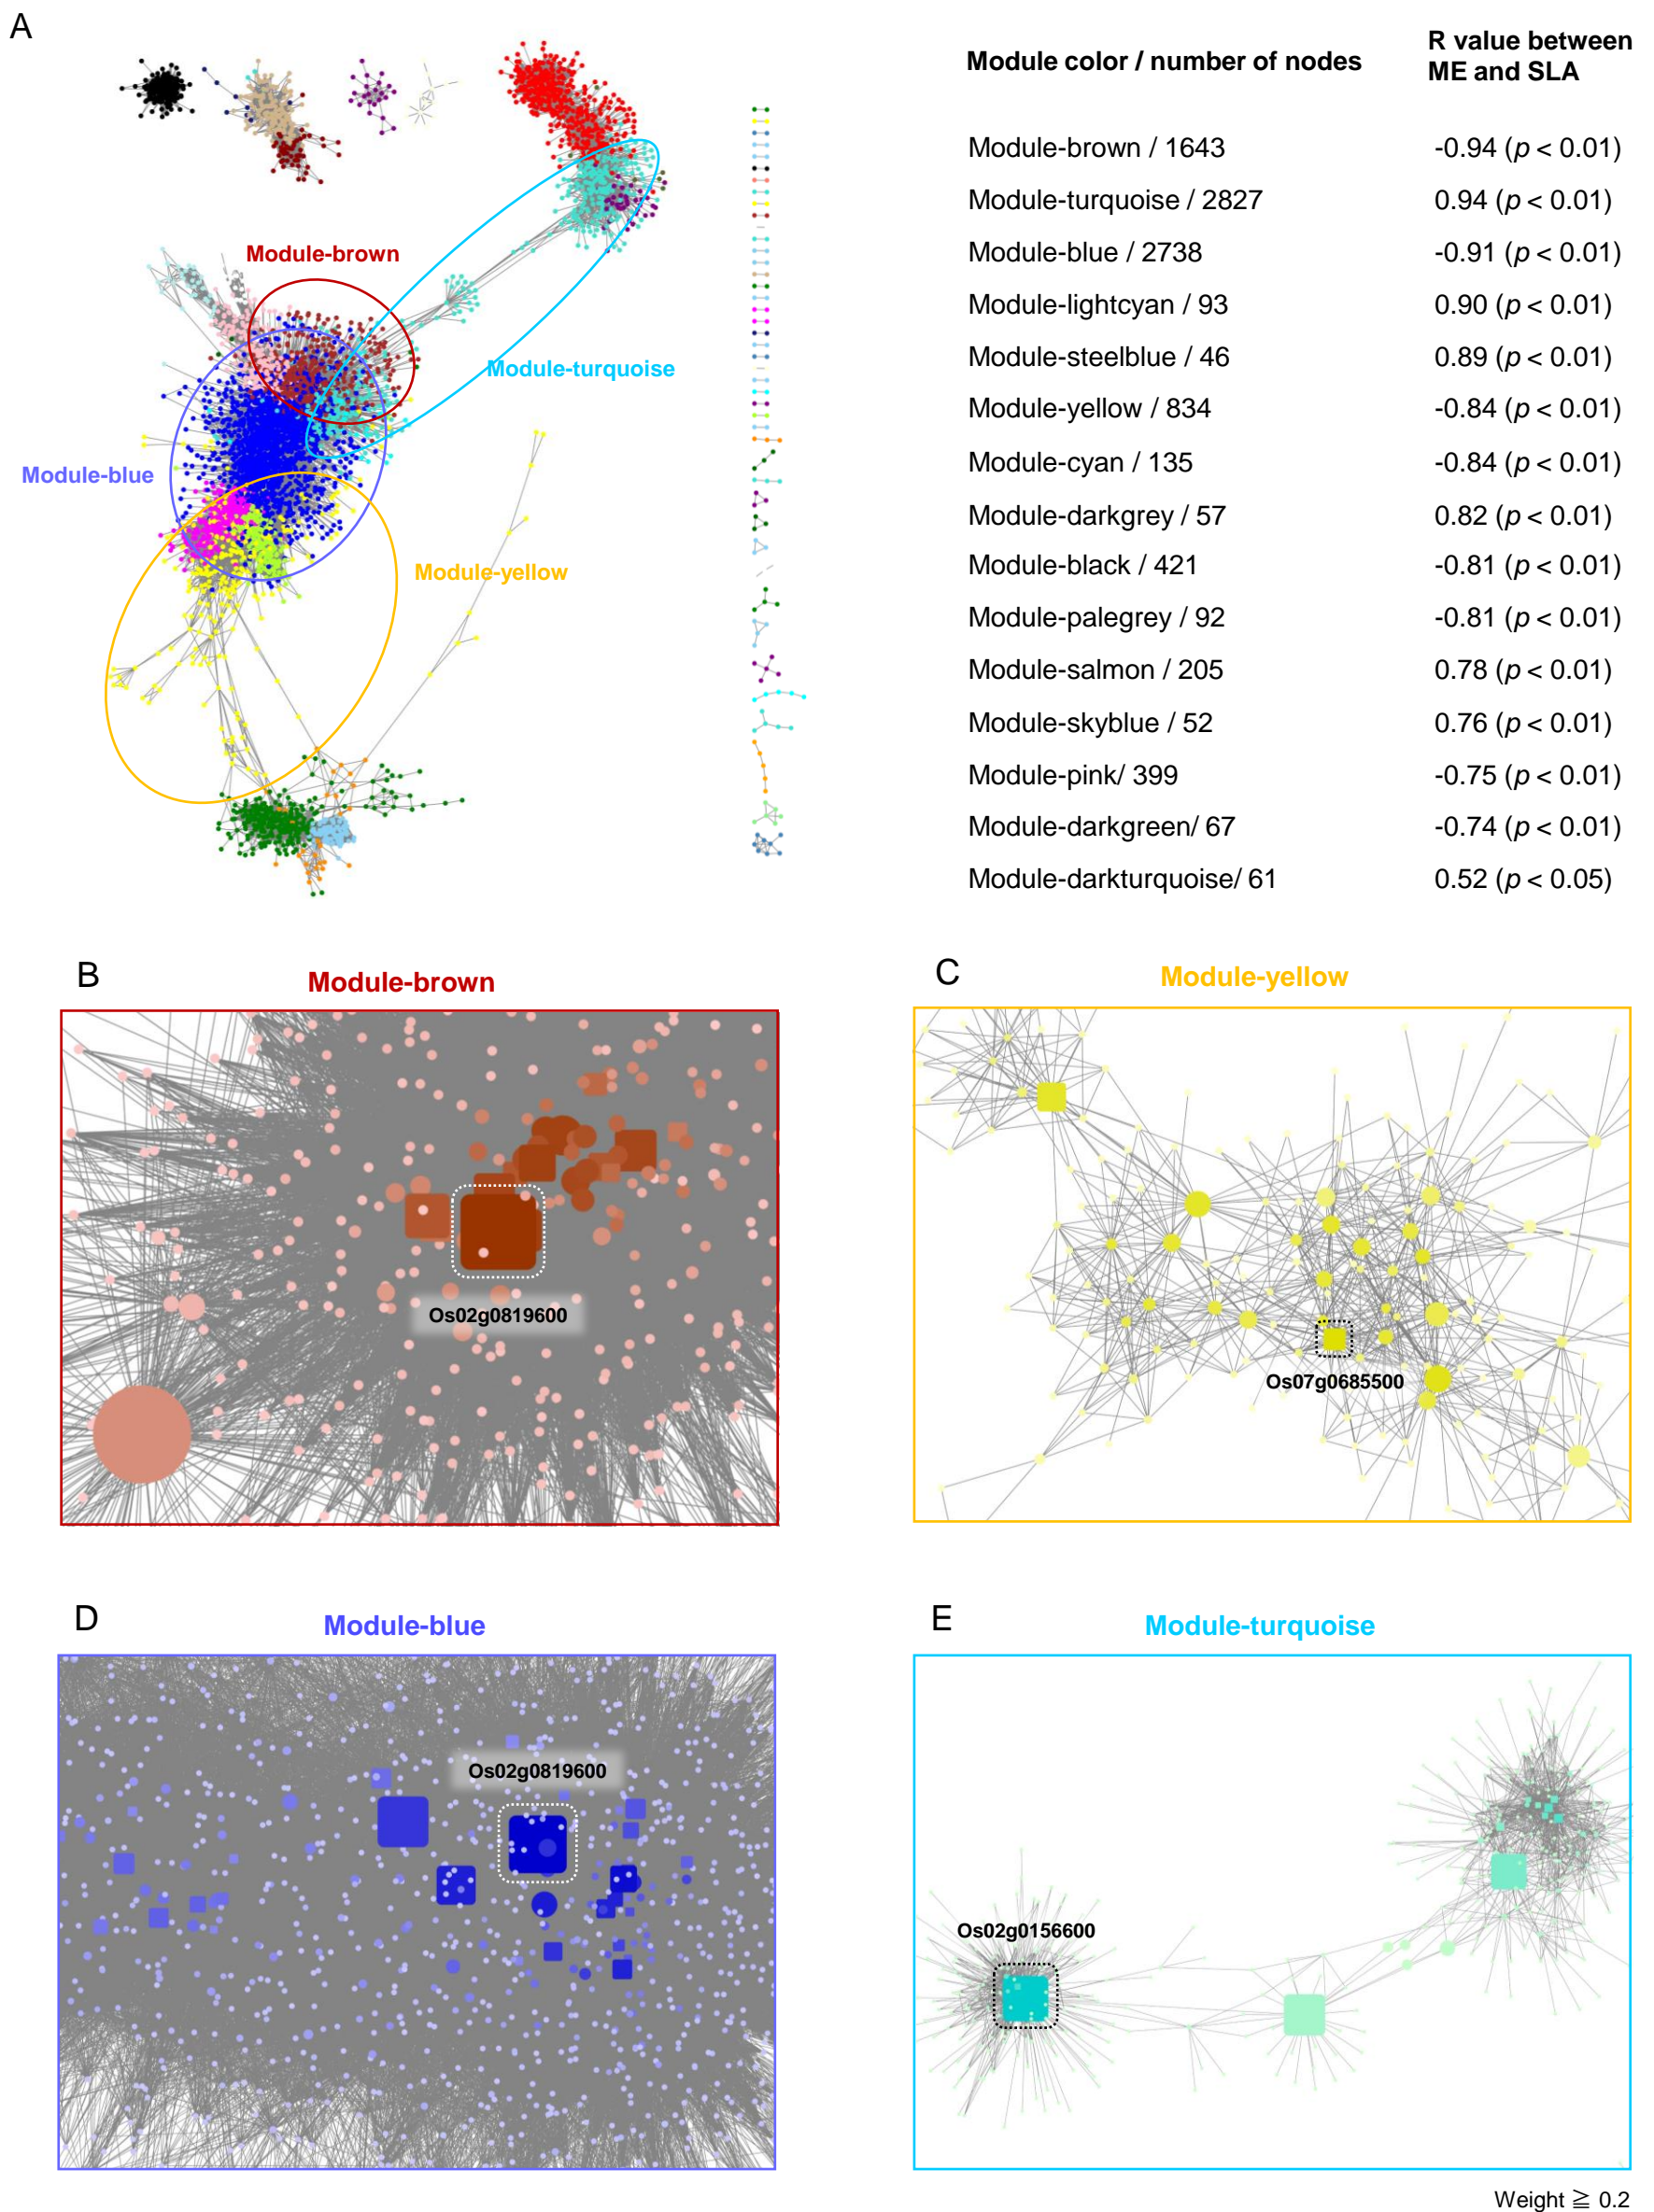 A
Module-brown
Module-turquoise
Module-blue
Module-yellow
Module color / number of nodes
R value between
ME and SLA
Module-brown / 1643 -0.94 (p < 0.01)
Module-turquoise / 2827 0.94 (p < 0.01)
Module-blue / 2738 -0.91 (p < 0.01)
Module-lightcyan / 93 0.90 (p < 0.01)
Module-steelblue / 46 0.89 (p < 0.01)
Module-yellow / 834 -0.84 (p < 0.01)
Module-cyan / 135 -0.84 (p < 0.01)
Module-darkgrey / 57 0.82 (p < 0.01)
Module-black / 421 -0.81 (p < 0.01)
Module-palegrey / 92 -0.81 (p < 0.01)
Module-salmon / 205 0.78 (p < 0.01)
Module-skyblue / 52 0.76 (p < 0.01)
Module-pink/ 399 -0.75 (p < 0.01)
Module-darkgreen/ 67 -0.74 (p < 0.01)
Module-darkturquoise/ 61 0.52 (p < 0.05)
B
Module-brown
Os02g0819600
C
Module-yellow
Os07g0685500
D
Module-blue
Os02g0819600
E
Module-turquoise
Os02g0156600
Weight ≧ 0.2